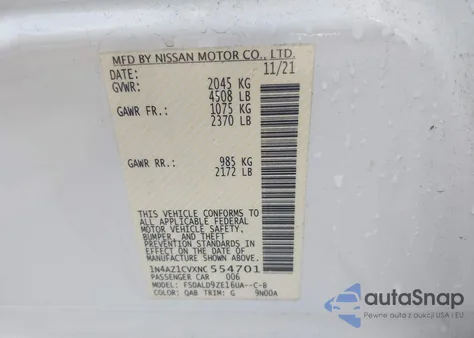 MFD BY NISSAN MOTOR CO., LTD.
DATE: 11/21
GVWR: 2045 KG
4508 LB
GAWR FR.: 1075 KG
2370 LB
GAWR RR.: 985 KG
2172 LB
THIS VEHICLE CONFORMS TO ALL
APPLICABLE FEDERAL
MOTOR VEHICLE SAFETY,
BUMPER, AND THEFT
PREVENTION STANDARDS IN
EFFECT ON THE DATE OF
MANUFACTURE SHOWN ABOVE.
1N4AZ1CVXNC554701
PASSENGER CAR 006
MODEL: FSDALD9ZE16UA--C-B
COLOR: QAB TRIM: G 9N00A
autoSnap
Pewne auta z aukcji USA / EU